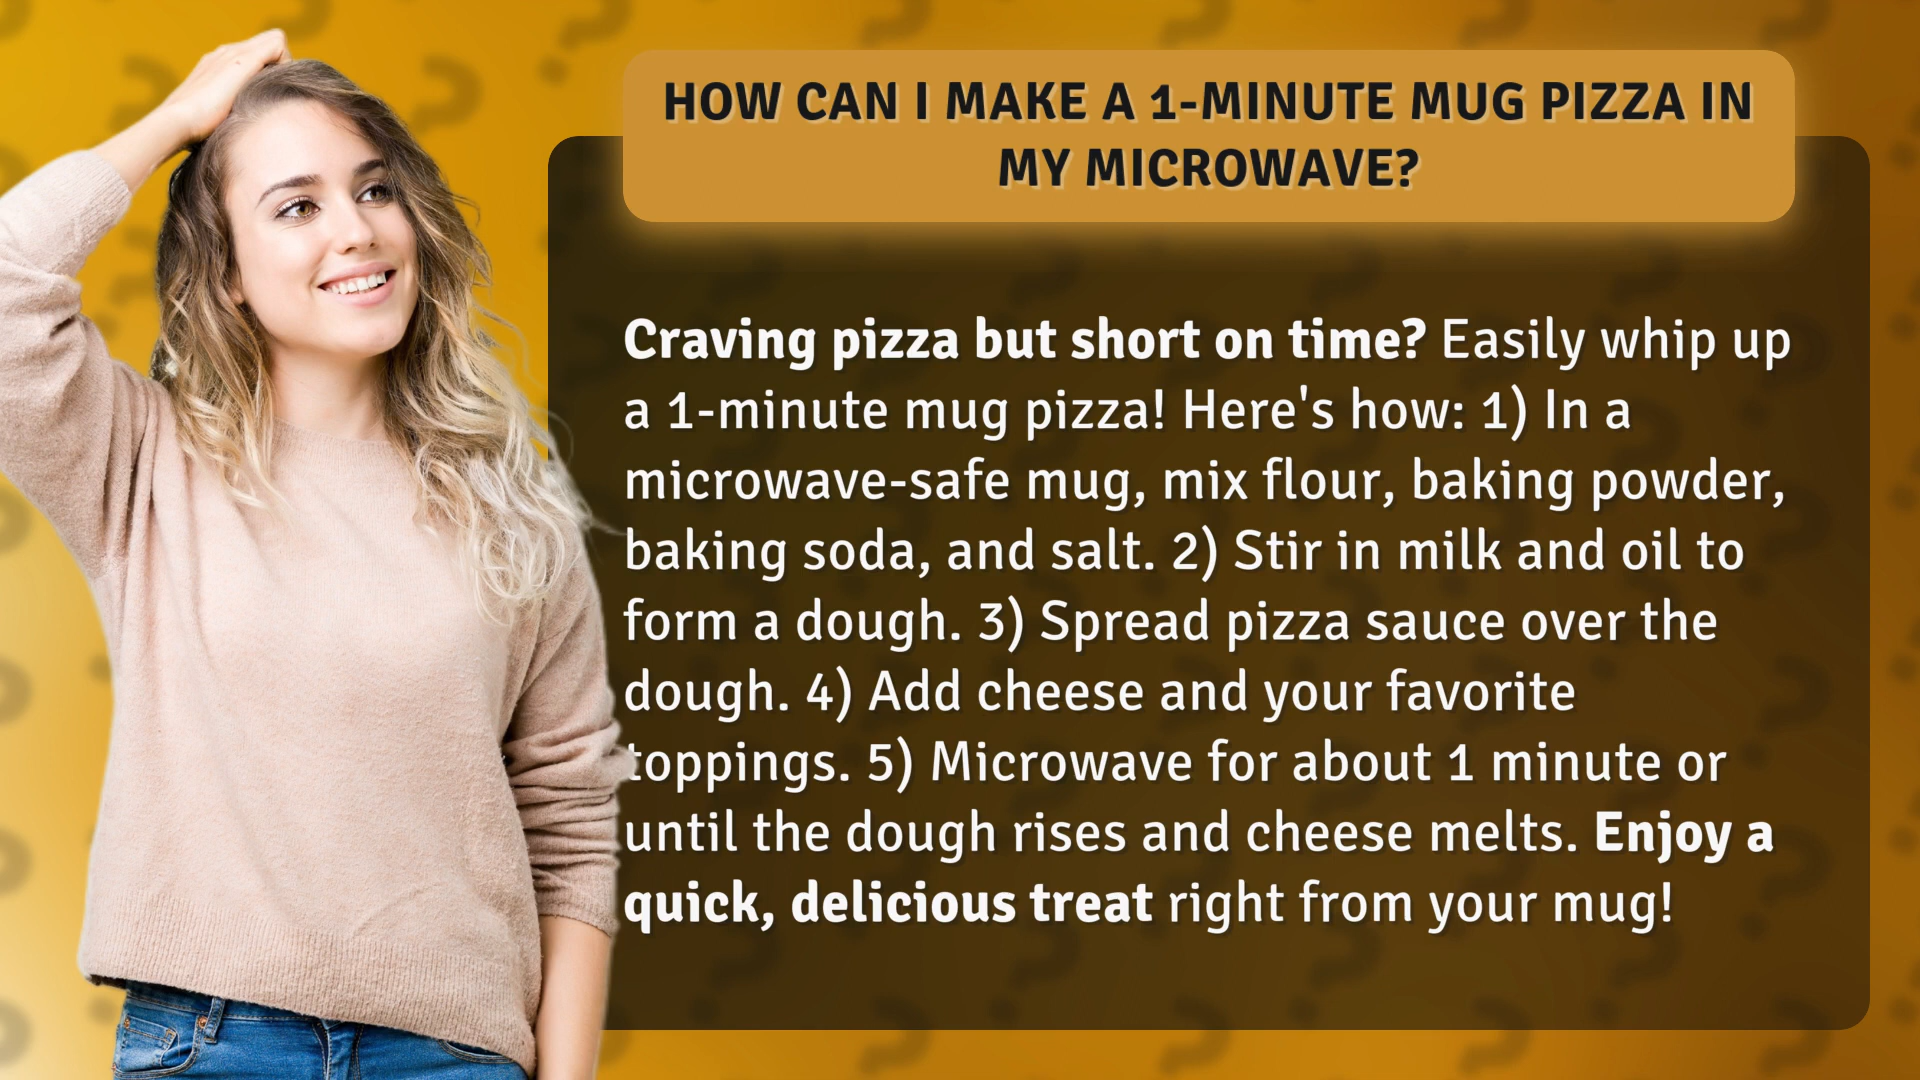 HOW CAN I MAKE A 1-MINUTE MUG PIZZA IN
MY MICROWAVE?
Craving pizza but short on time? Easily whip up
a 1-minute mug pizza! Here's how: 1) In a
microwave-safe mug, mix flour, baking powder,
baking soda, and salt. 2) Stir in milk and oil to
form a dough. 3) Spread pizza sauce over the
dough. 4) Add cheese and your favorite
toppings. 5) Microwave for about 1 minute or
until the dough rises and cheese melts. Enjoy a
quick, delicious treat right from your mug!